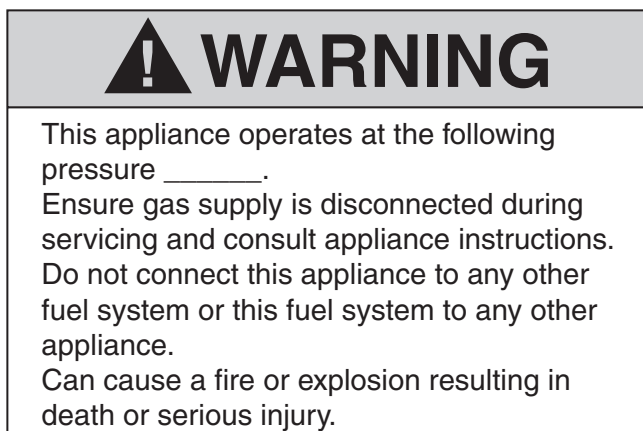 WARNING
This appliance operates at the following
pressure ______.
Ensure gas supply is disconnected during
servicing and consult appliance instructions.
Do not connect this appliance to any other
fuel system or this fuel system to any other
appliance.
Can cause a fire or explosion resulting in
death or serious injury.